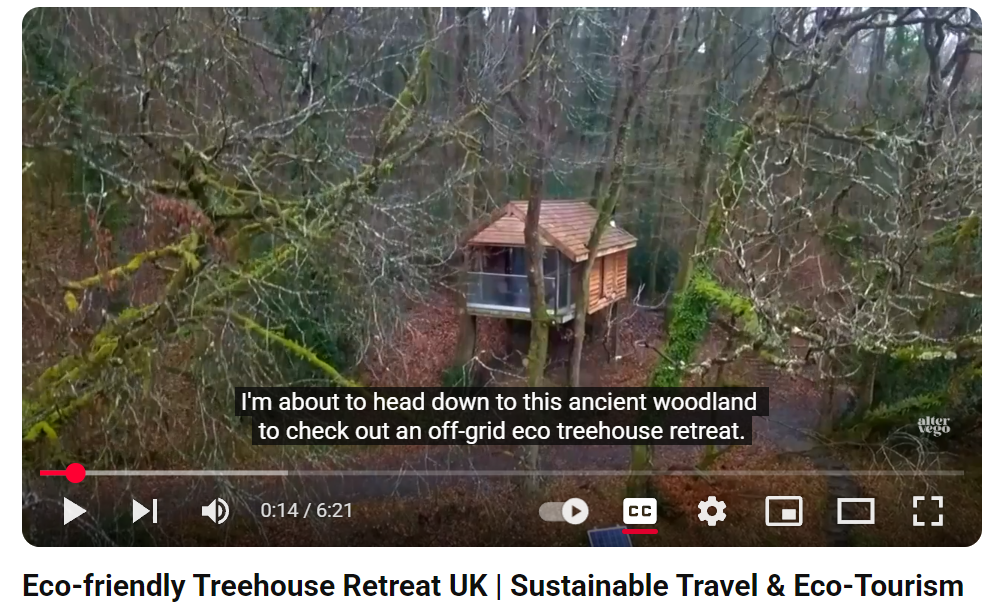 I'm about to head down to this ancient woodland
to check out an off-grid eco treehouse retreat.
alter
vego
0:14 / 6:21
CC
Eco-friendly Treehouse Retreat UK | Sustainable Travel & Eco-Tourism